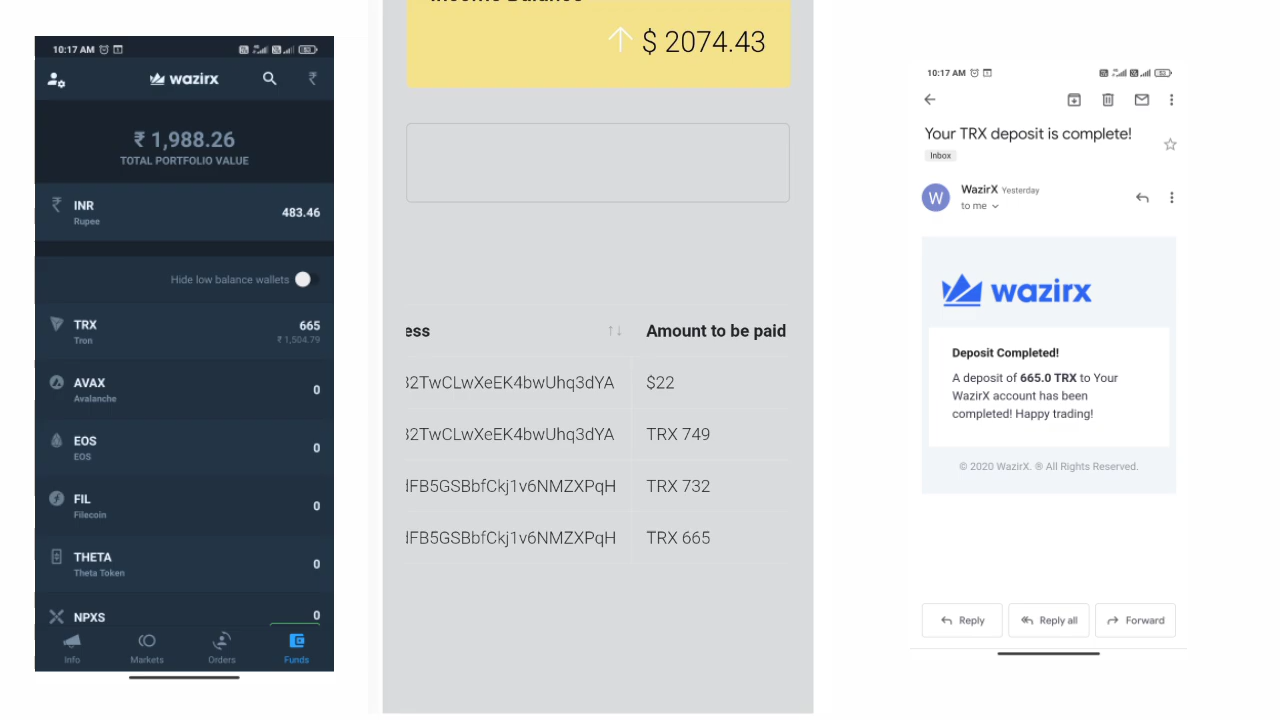 10:17 AM
wazirx
₹
₹ 1,988.26
TOTAL PORTFOLIO VALUE
₹
INR
483.46
Rupee
Hide low balance wallets
TRX
665
Tron
₹ 1,504.79
AVAX
0
Avalanche
EOS
0
EOS
FIL
0
Filecoin
THETA
0
Theta Token
NPXS
0
Info
Markets
Orders
Funds
$ 2074.43
ess
Amount to be paid
32TwCLwXeEK4bwUhq3dYA
$22
32TwCLwXeEK4bwUhq3dYA
TRX 749
dFB5GSBbfCkj1v6NMZXPqH
TRX 732
dFB5GSBbfCkj1v6NMZXPqH
TRX 665
10:17 AM
Your TRX deposit is complete!
Inbox
W
WazirX Yesterday
to me
wazirx
Deposit Completed!
A deposit of 665.0 TRX to Your
WazirX account has been
completed! Happy trading!
© 2020 WazirX. ® All Rights Reserved.
Reply
Reply all
Forward